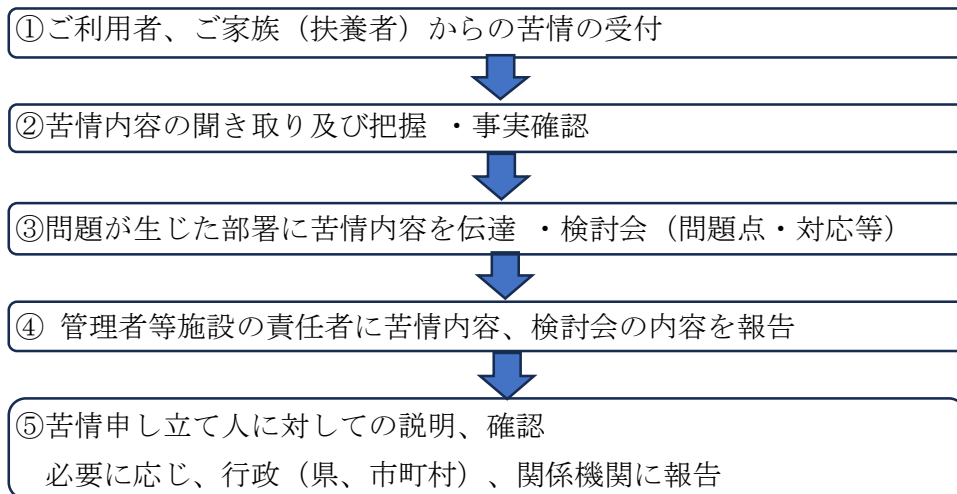 ①ご利用者、ご家族（扶養者）からの苦情の受付
②苦情内容の聞き取り及び把握 ・事実確認
③問題が生じた部署に苦情内容を伝達 ・検討会（問題点・対応等）
④ 管理者等施設の責任者に苦情内容、検討会の内容を報告
⑤苦情申し立て人に対しての説明、確認
必要に応じ、行政（県、市町村）、関係機関に報告